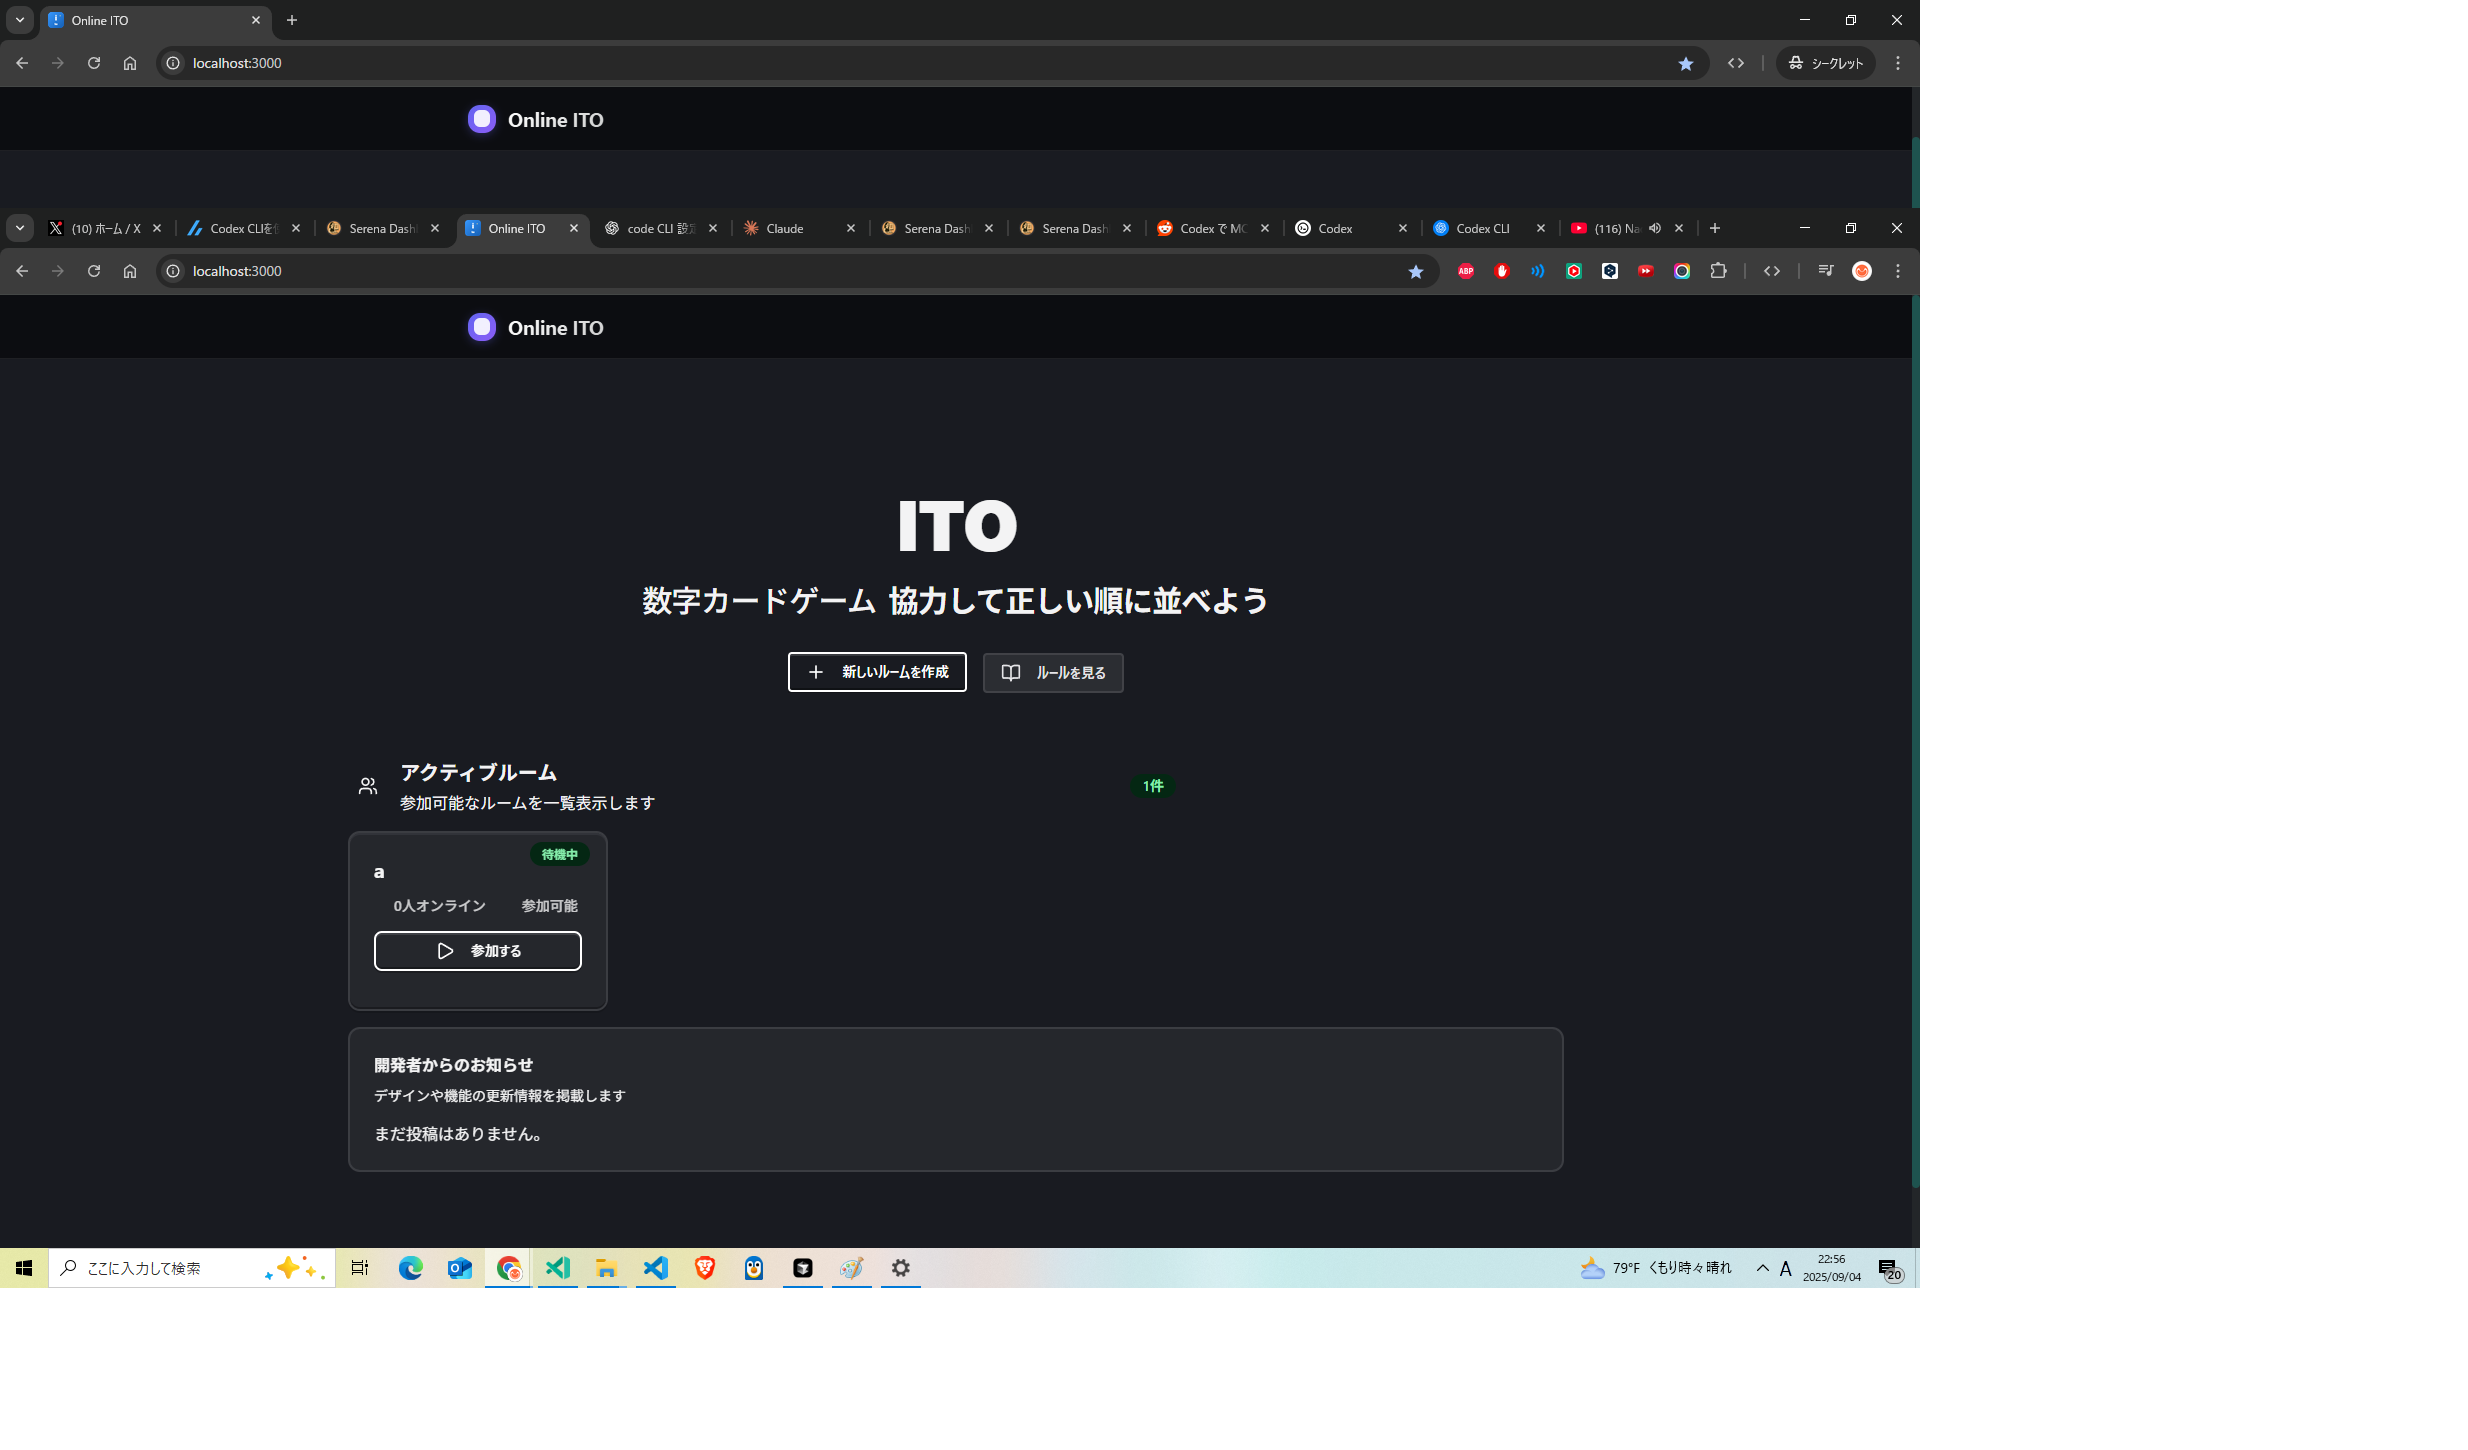 Online ITO
localhost:3000
シークレット
Online ITO
(10) ホーム / X
Codex CLIを
Serena Dash
Online ITO
code CLI 設定
Claude
Serena Dash
Serena Dash
Codex で MC
Codex
Codex CLI
(116) Na
localhost:3000
ABP
Online ITO
ITO
数字カードゲーム 協力して正しい順に並べよう
新しいルームを作成
ルールを見る
アクティブルーム
1件
参加可能なルームを一覧表示します
待機中
a
0人オンライン
参加可能
参加する
開発者からのお知らせ
デザインや機能の更新情報を掲載します
まだ投稿はありません。
ここに入力して検索
79°F くもり時々晴れ
A
22:56
2025/09/04
20